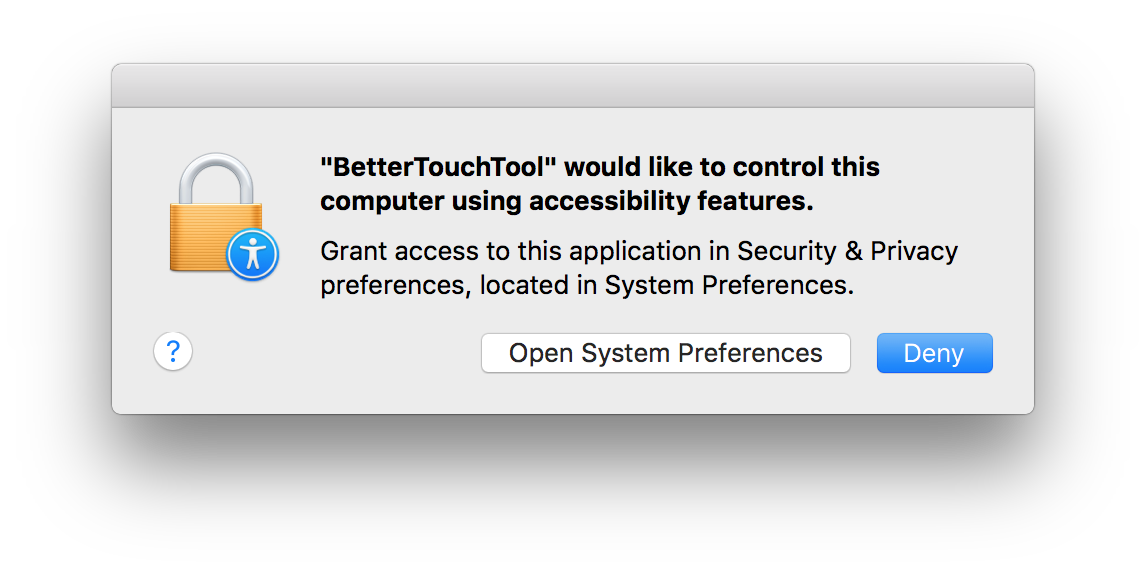 "BetterTouchTool" would like to control this
computer using accessibility features.
Grant access to this application in Security & Privacy
preferences, located in System Preferences.
?
Open System Preferences
Deny